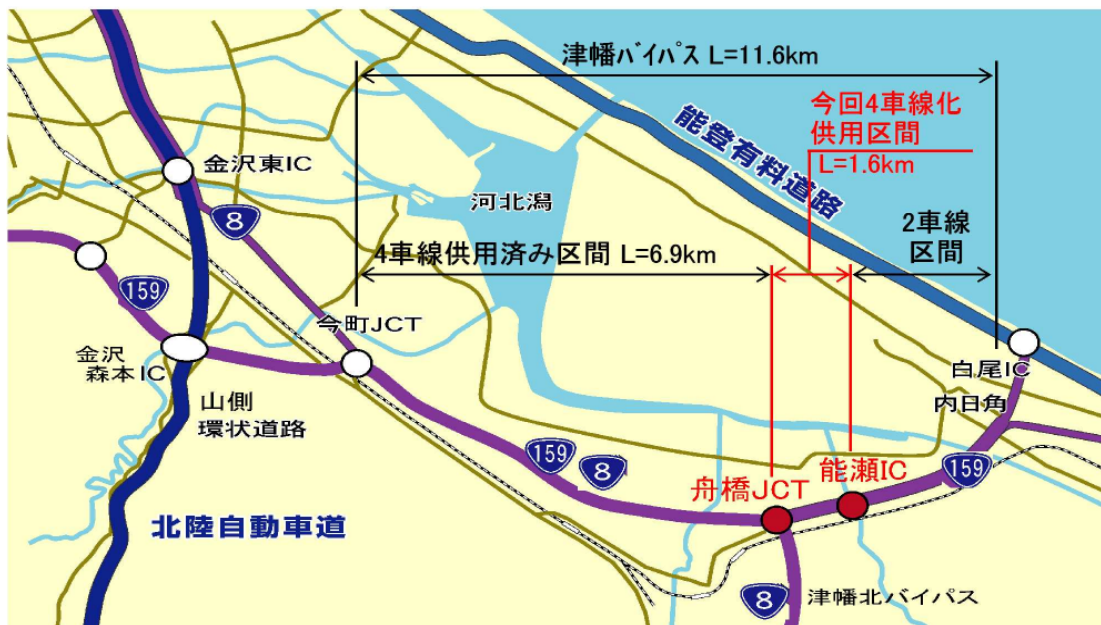 津幡バイパス L=11.6km
今回4車線化
供用区間
L=1.6km
能登有料道路
金沢東IC
8
河北潟
2車線
区間
4車線供用済み区間 L=6.9km
159
今町JCT
金沢
森本IC
白尾IC
内日角
山側
環状道路
159
8
能瀬IC
159
舟橋JCT
北陸自動車道
8
津幡北バイパス